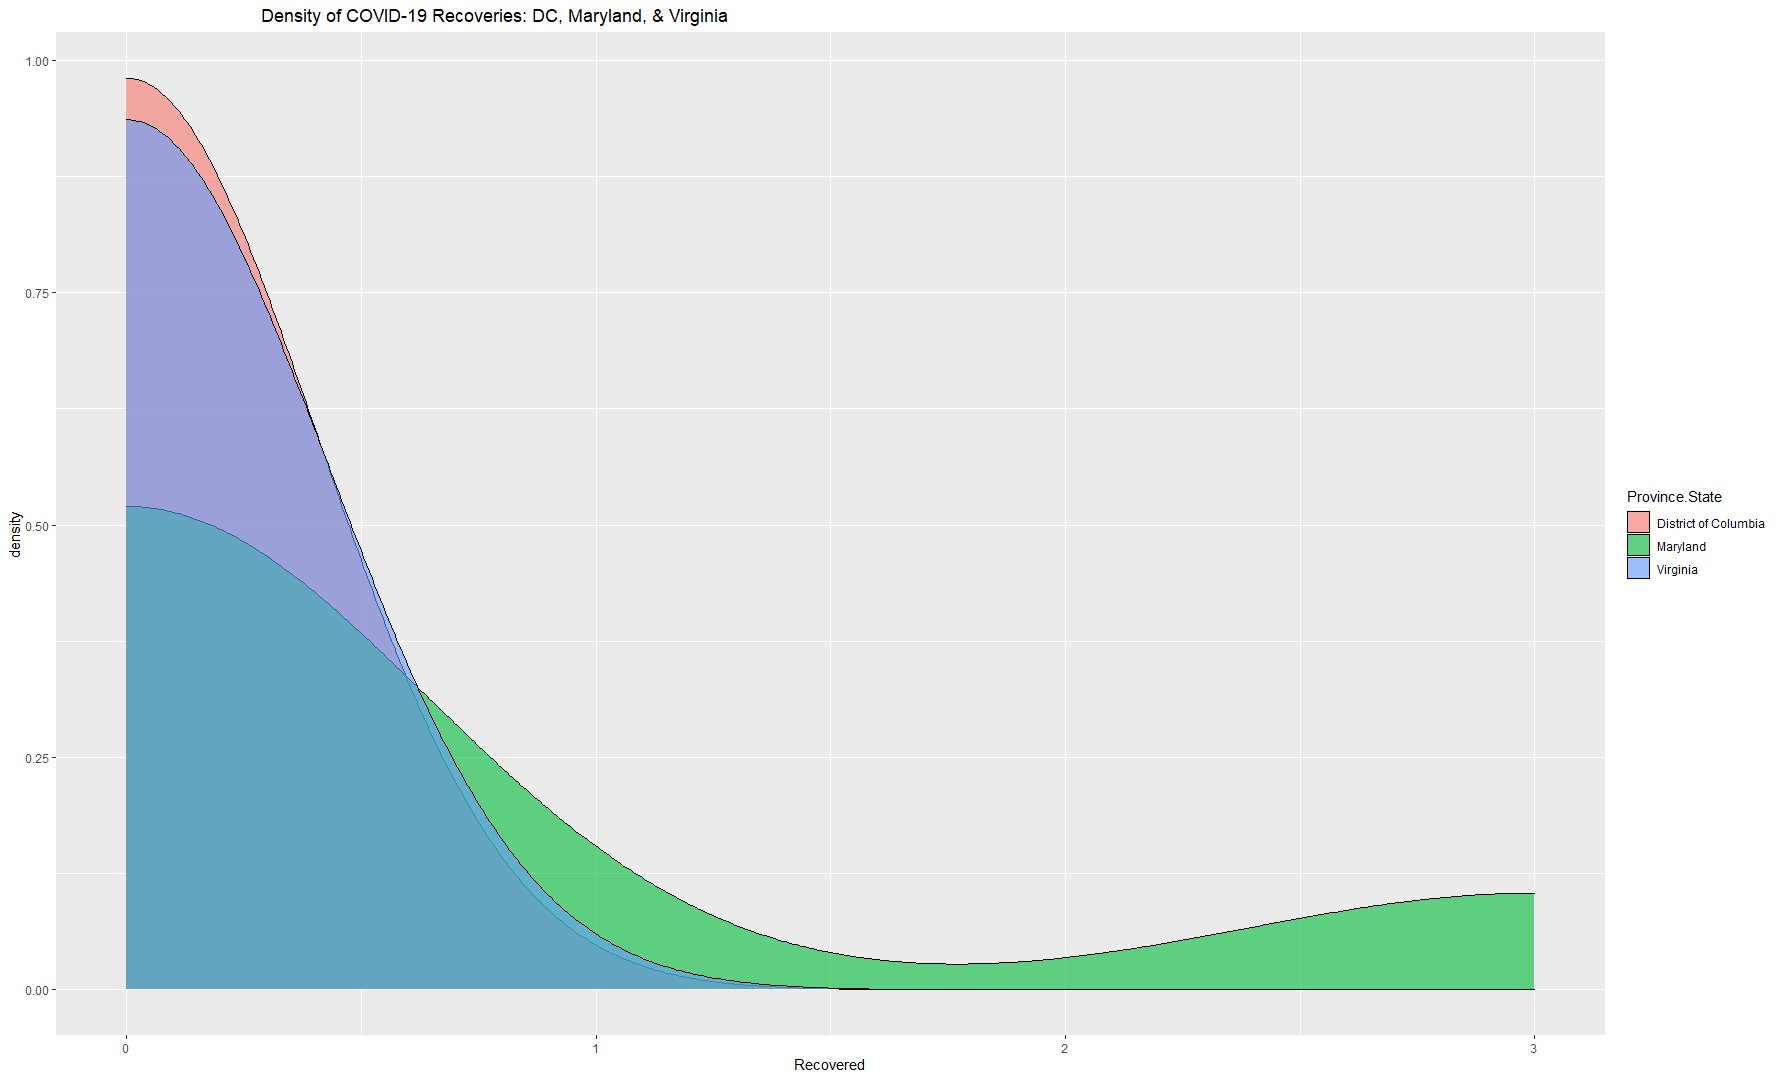 Density of COVID-19 Recoveries: DC, Maryland, & Virginia
1.00
0.75
0.50
0.25
0.00
density
0 1 2 3
Recovered
Province.State
District of Columbia
Maryland
Virginia